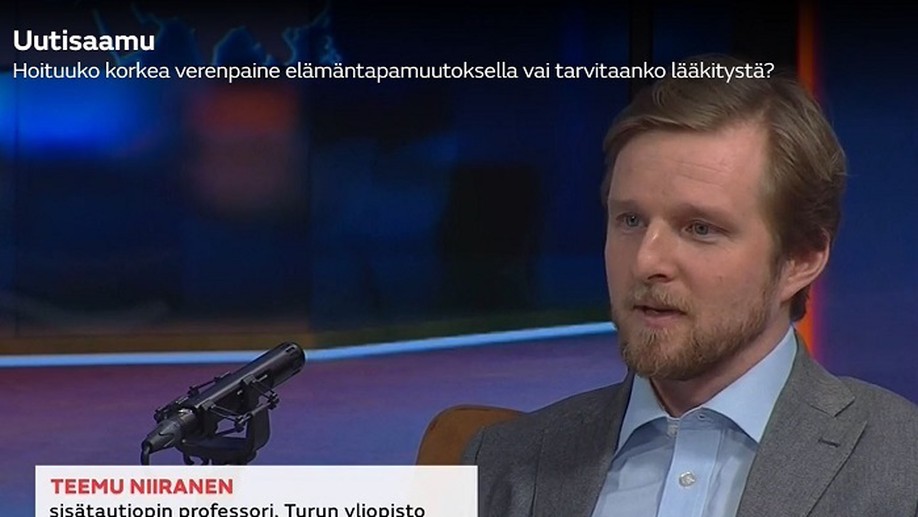 Uutisaamu
Hoituuko korkea verenpaine elämäntapamuutoksella vai tarvitaanko lääkitystä?
TEEMU NIIRANEN
sisätautiopin professori, Turun yliopisto